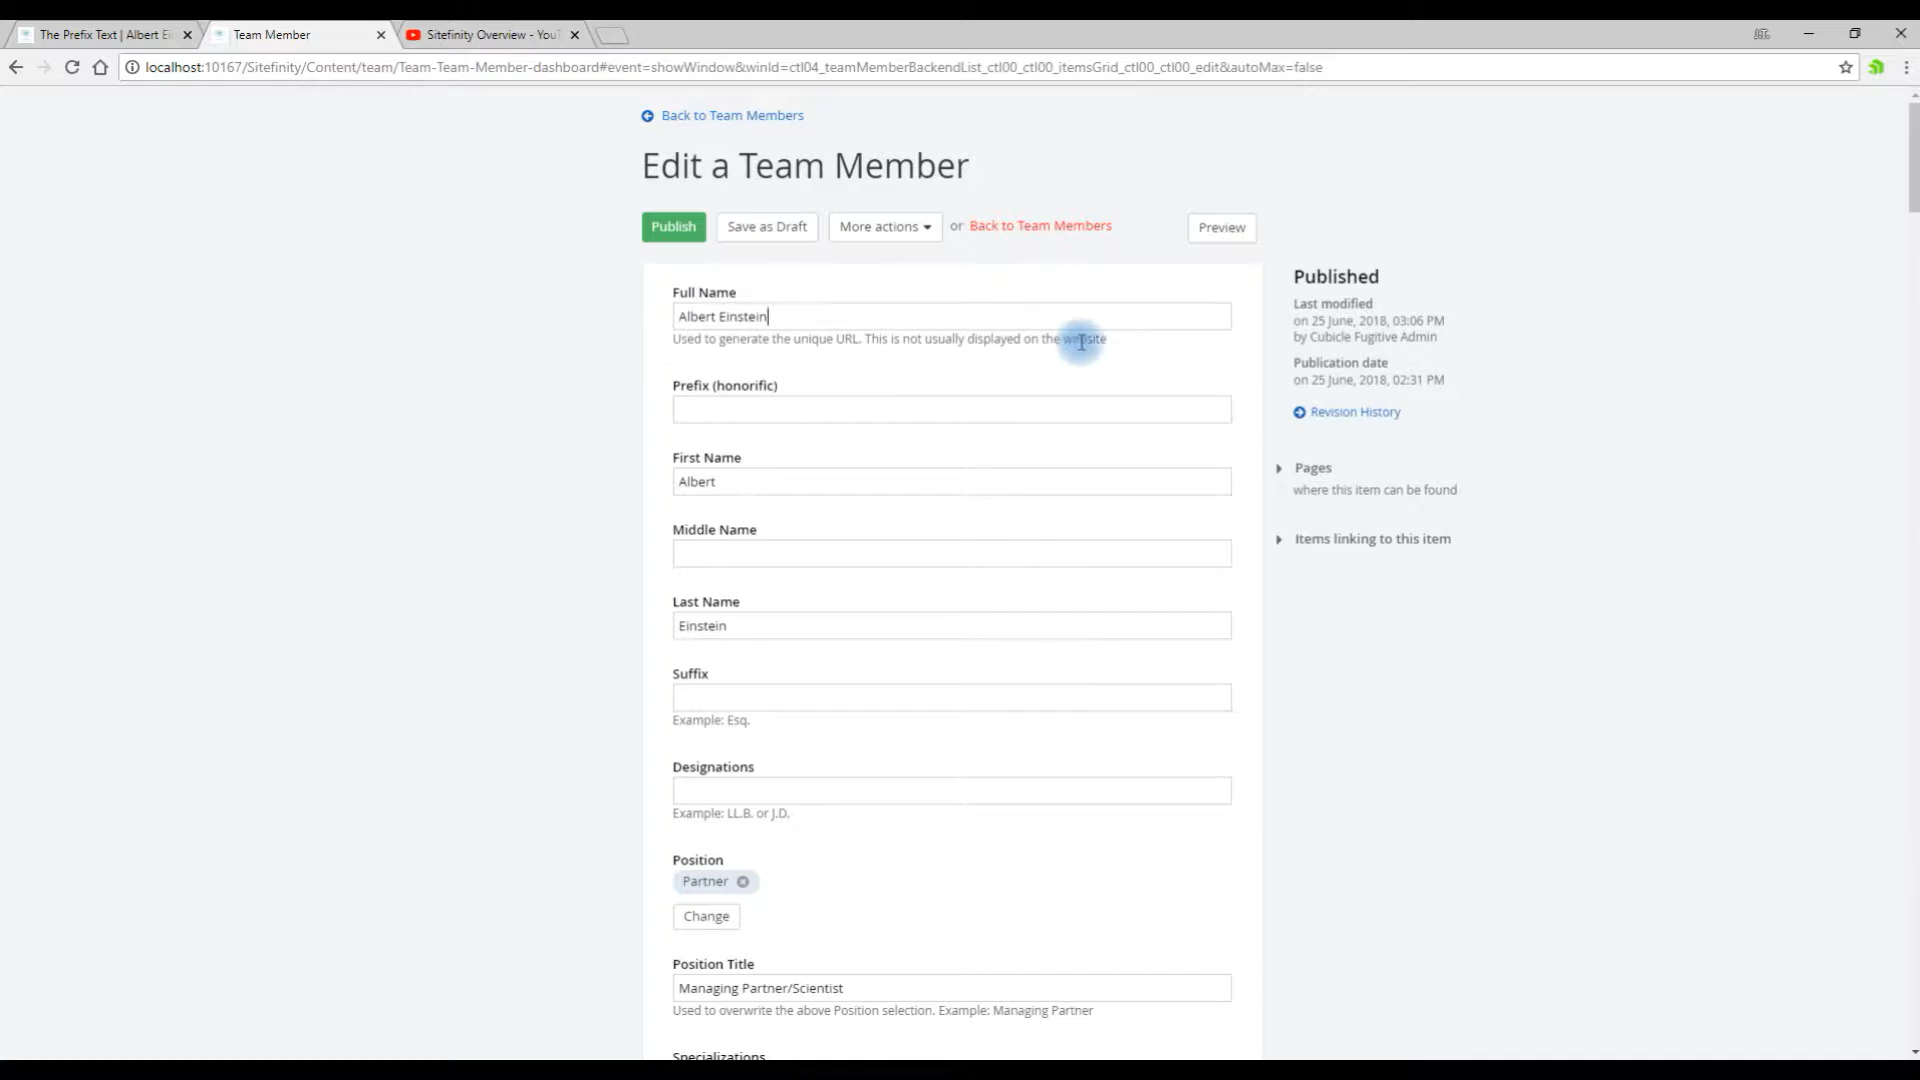 The Prefix Text | Albert Ei
Team Member
Sitefinity Overview - YouT
localhost:10167/Sitefinity/Content/team/Team-Team-Member-dashboard#event=showWindow&winId=ctl04_teamMemberBackendList_ctl00_ctl00_itemsGrid_ctl00_ctl00_edit&autoMax=false
Back to Team Members
Edit a Team Member
Publish
Save as Draft
More actions
or Back to Team Members
Preview
Full Name
Albert Einstein
Used to generate the unique URL. This is not usually displayed on the website
Prefix (honorific)
First Name
Albert
Middle Name
Last Name
Einstein
Suffix
Example: Esq.
Designations
Example: LL.B. or J.D.
Position
Partner
Change
Position Title
Managing Partner/Scientist
Used to overwrite the above Position selection. Example: Managing Partner
Specializations
Published
Last modified
on 25 June, 2018, 03:06 PM
by Cubicle Fugitive Admin
Publication date
on 25 June, 2018, 02:31 PM
Revision History
Pages
where this item can be found
Items linking to this item